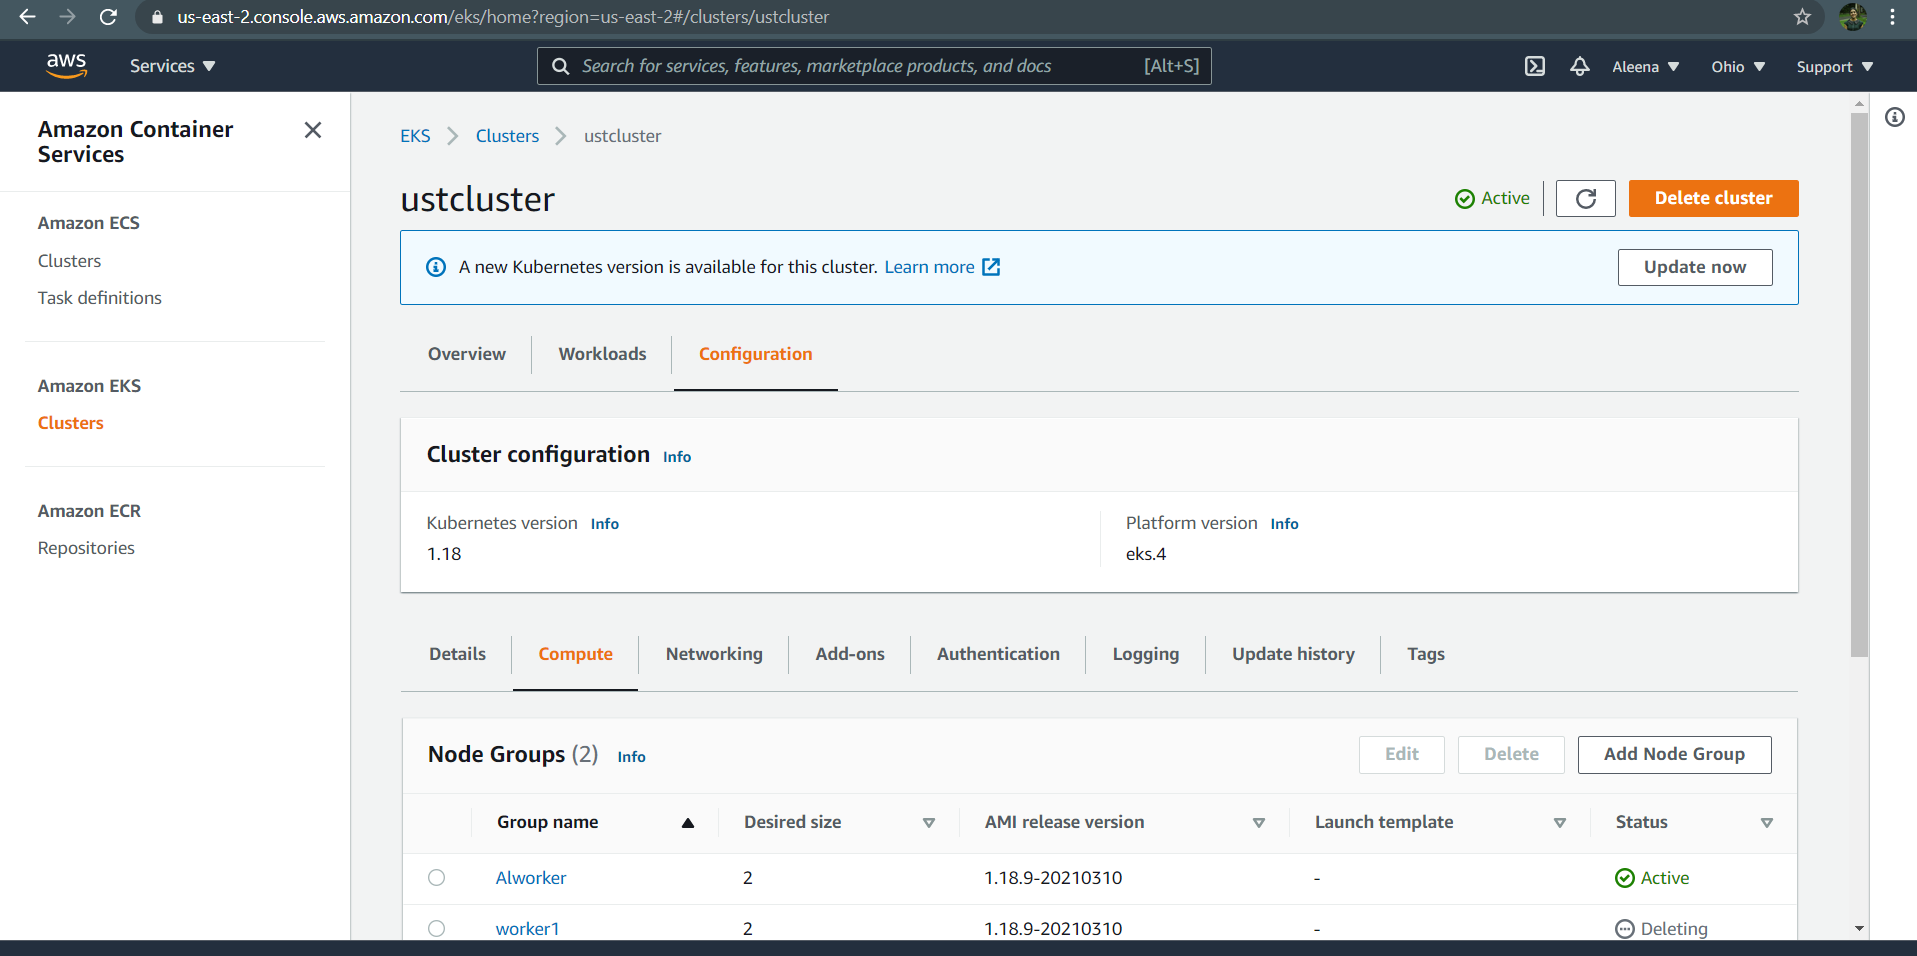 us-east-2.console.aws.amazon.com/eks/home?region=us-east-2#/clusters/ustcluster
aws
Services
Search for services, features, marketplace products, and docs [Alt+S]
Aleena
Ohio
Support
Amazon Container
Services
Amazon ECS
Clusters
Task definitions
Amazon EKS
Clusters
Amazon ECR
Repositories
EKS > Clusters > ustcluster
ustcluster
Active
Delete cluster
A new Kubernetes version is available for this cluster. Learn more
Update now
Overview
Workloads
Configuration
Cluster configuration Info
Kubernetes version Info
1.18
Platform version Info
eks.4
Details
Compute
Networking
Add-ons
Authentication
Logging
Update history
Tags
Node Groups (2) Info
Edit
Delete
Add Node Group
Group name Desired size AMI release version Launch template Status
Alworker 2 1.18.9-20210310 - Active
worker1 2 1.18.9-20210310 - Deleting